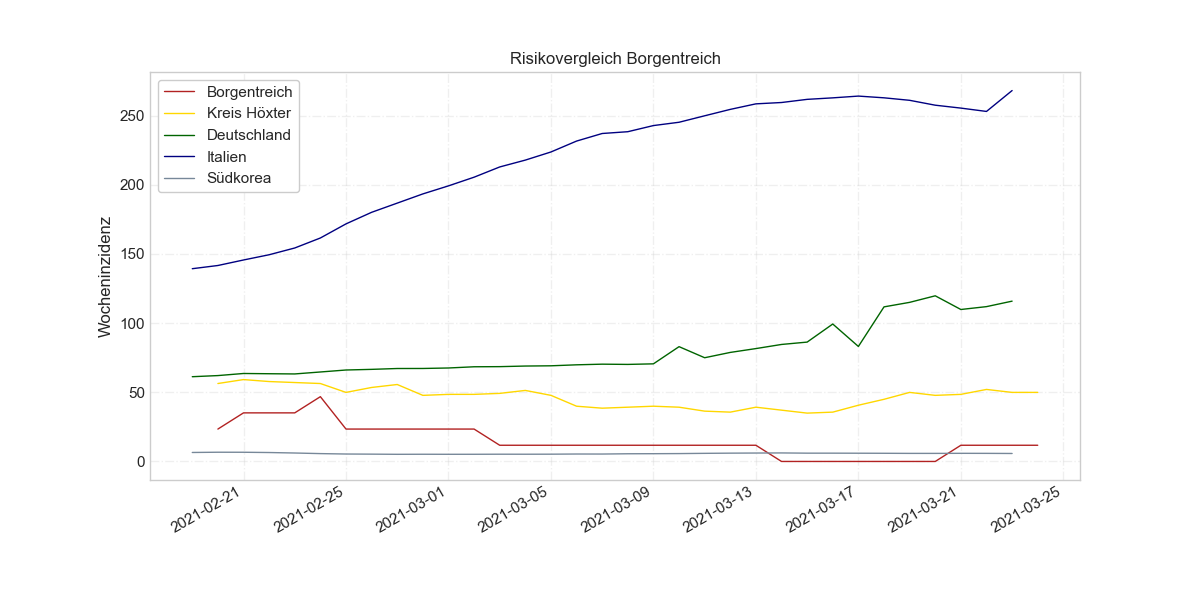 Risikovergleich Borgentreich
Borgentreich
Kreis Höxter
Deutschland
Italien
Südkorea
Wocheninzidenz
250
200
150
100
50
0
2021-02-21
2021-02-25
2021-03-01
2021-03-05
2021-03-09
2021-03-13
2021-03-17
2021-03-21
2021-03-25